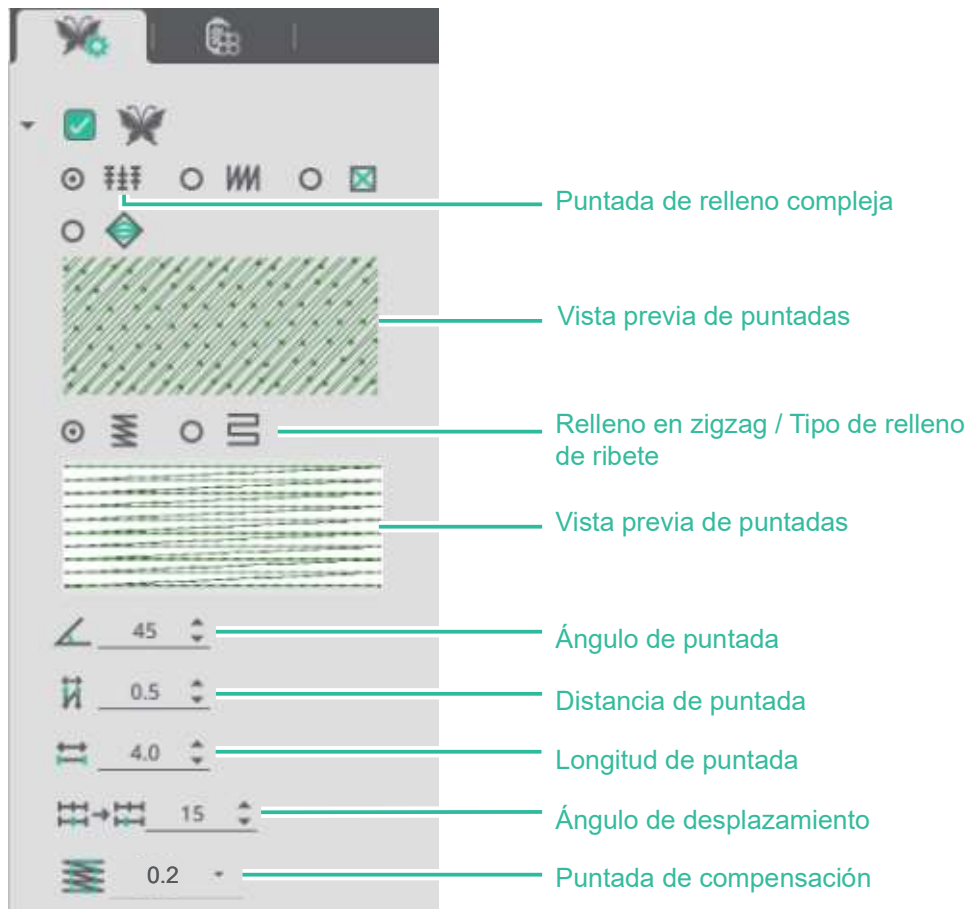 Puntada de relleno compleja
Vista previa de puntadas
Relleno en zigzag / Tipo de relleno
de ribete
Vista previa de puntadas
45
Ángulo de puntada
0.5
Distancia de puntada
4.0
Longitud de puntada
15
Ángulo de desplazamiento
0.2
Puntada de compensación